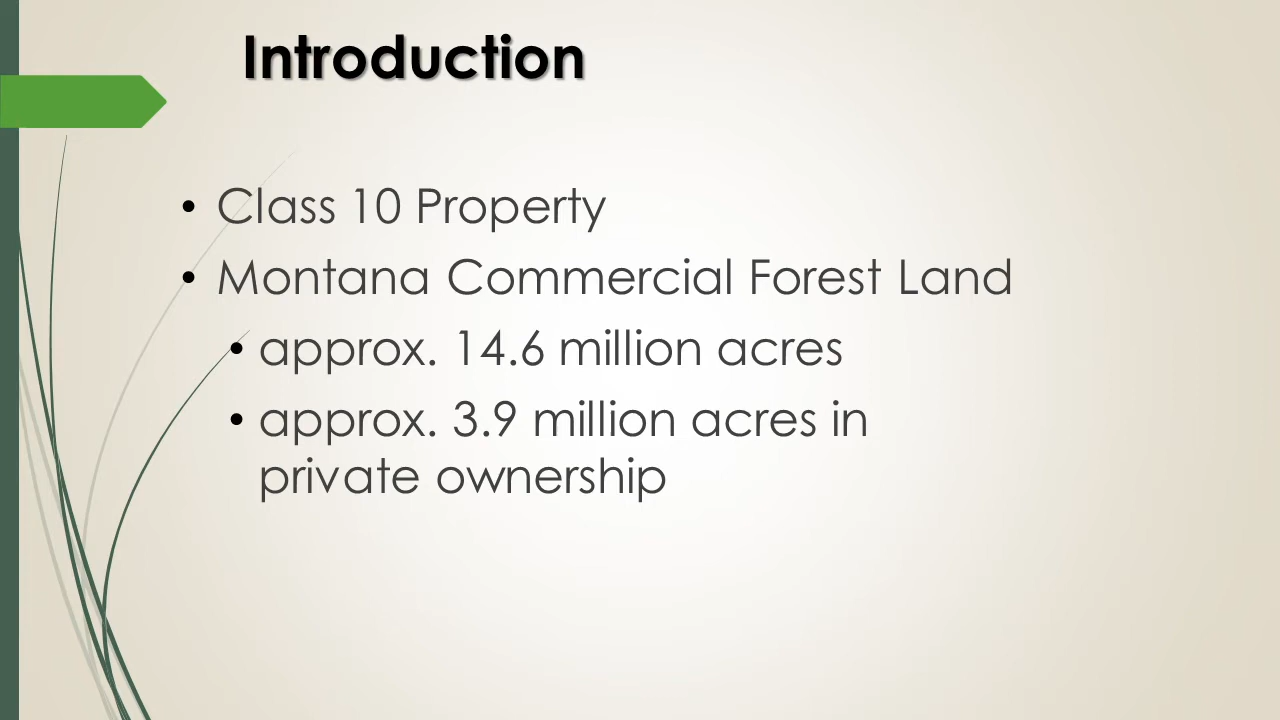 Introduction
• Class 10 Property
• Montana Commercial Forest Land
• approx. 14.6 million acres
• approx. 3.9 million acres in
private ownership